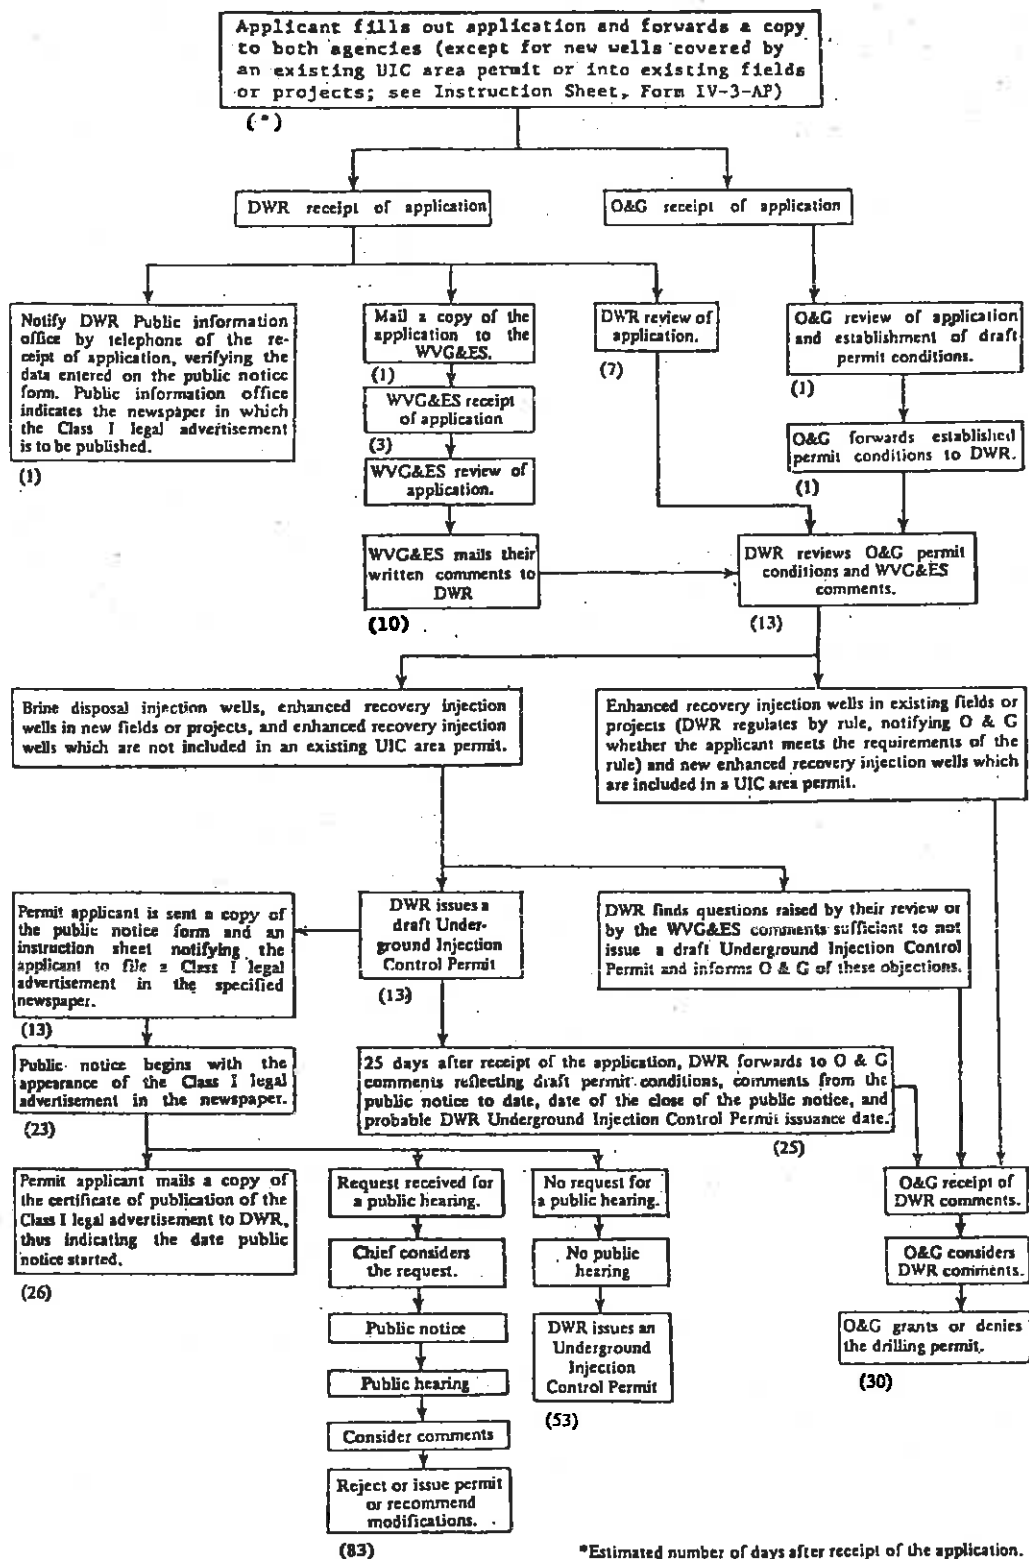 Applicant fills out application and forwards a copy
to both agencies (except for new wells covered by
an existing UIC area permit or into existing fields
or projects; see Instruction Sheet, Form IV-3-AP)
(*)
DWR receipt of application
O&G receipt of application
Notify DWR Public information
office by telephone of the re-
ceipt of application, verifying the
data entered on the public notice
form. Public information office
indicates the newspaper in which
the Class I legal advertisement
is to be published.
(1)
Mail a copy of the
application to the
WVG&ES.
(1)
WVG&ES receipt
of application
(3)
WVG&ES review of
application.
WVG&ES mails their
written comments to
DWR
(10)
DWR review of
application.
(7)
O&G review of application
and establishment of draft
permit conditions.
(1)
O&G forwards established
permit conditions to DWR.
(1)
DWR reviews O&G permit
conditions and WVG&ES
comments.
(13)
Brine disposal injection wells, enhanced recovery injection
wells in new fields or projects, and enhanced recovery injection
wells which are not included in an existing UIC area permit.
Enhanced recovery injection wells in existing fields or
projects (DWR regulates by rule, notifying O & G
whether the applicant meets the requirements of the
rule) and new enhanced recovery injection wells which
are included in a UIC area permit.
Permit applicant is sent a copy of
the public notice form and an
instruction sheet notifying the
applicant to file a Class I legal
advertisement in the specified
newspaper.
(13)
DWR issues a
draft Under-
ground Injection
Control Permit
(13)
DWR finds questions raised by their review or
by the WVG&ES comments sufficient to not
issue a draft Underground Injection Control
Permit and informs O & G of these objections.
Public notice begins with the
appearance of the Class I legal
advertisement in the newspaper.
(23)
25 days after receipt of the application, DWR forwards to O & G
comments reflecting draft permit conditions, comments from the
public notice to date, date of the close of the public notice, and
probable DWR Underground Injection Control Permit issuance date.
(25)
Permit applicant mails a copy of
the certificate of publication of the
Class I legal advertisement to DWR,
thus indicating the date public
notice started.
(26)
Request received for
a public hearing.
Chief considers
the request.
Public notice
Public hearing
Consider comments
Reject or issue permit
or recommend
modifications.
(83)
No request for
a public hearing.
No public
hearing
DWR issues an
Underground
Injection
Control Permit
(53)
O&G receipt of
DWR comments.
O&G considers
DWR comments.
O&G grants or denies
the drilling permit.
(30)
*Estimated number of days after receipt of the application.